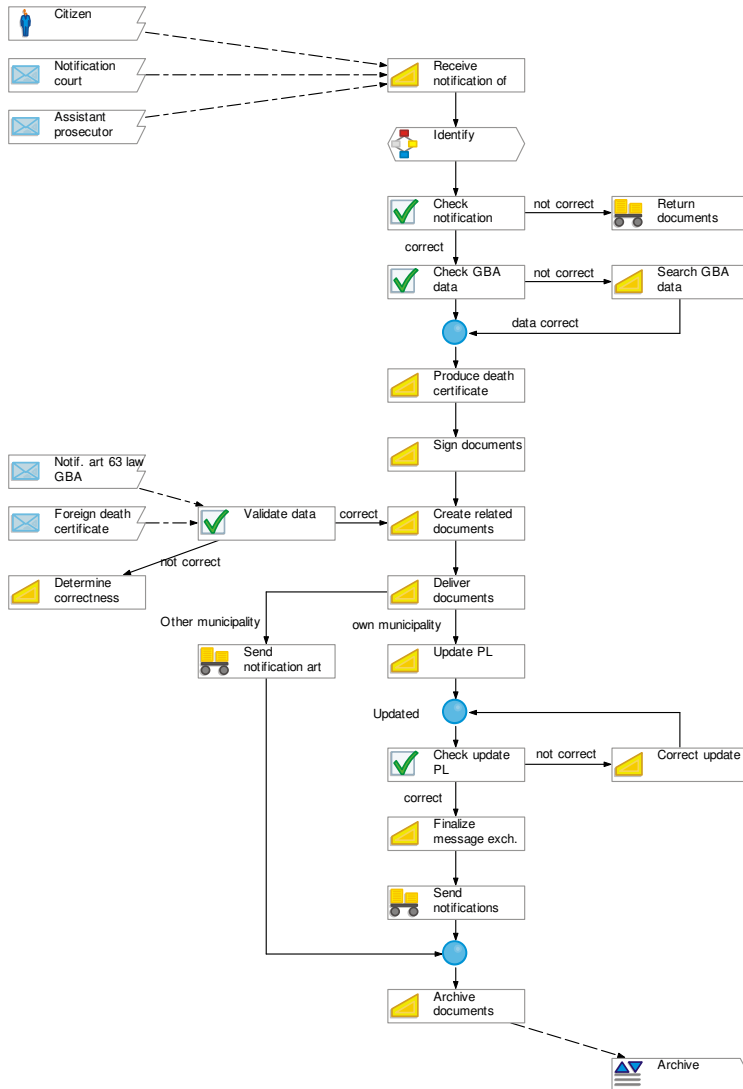 Citizen
Notification
court
Receive
notification of
Assistant
prosecutor
Identify
Check
notification
not correct
Return
documents
correct
Check GBA
data
not correct
Search GBA
data
data correct
Produce death
certificate
Sign documents
Notif. art 63 law
GBA
Foreign death
certificate
Validate data
correct
Create related
documents
not correct
Determine
correctness
Deliver
documents
Other municipality
own municipality
Send
notification art
Update PL
Updated
Check update
PL
not correct
Correct update
correct
Finalize
message exch.
Send
notifications
Archive
documents
Archive